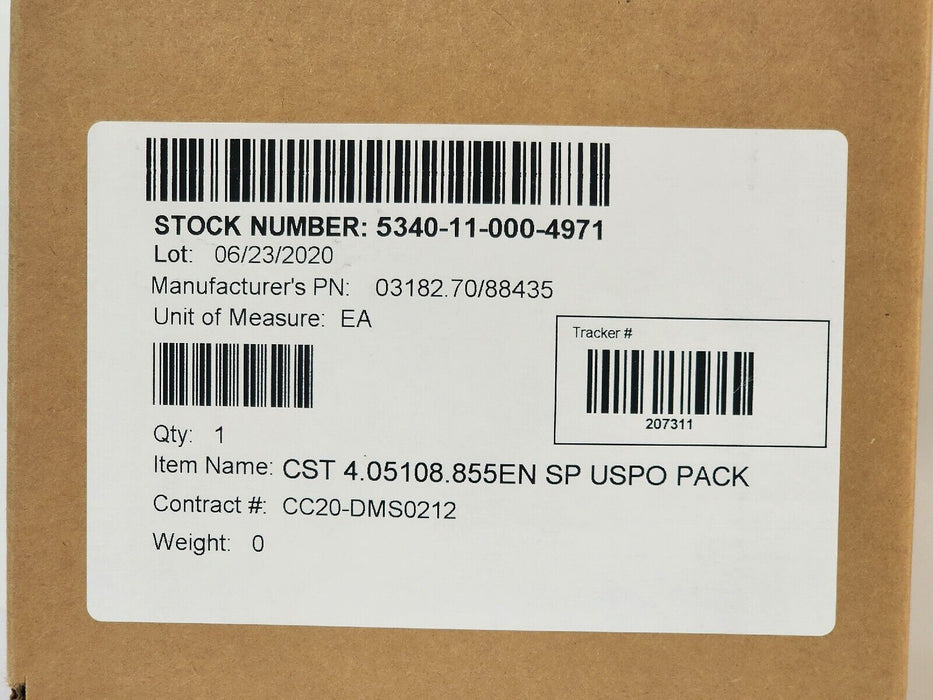 STOCK NUMBER: 5340-11-000-4971
Lot: 06/23/2020
Manufacturer's PN: 03182.70/88435
Unit of Measure: EA
Tracker #
207311
Qty: 1
Item Name: CST 4.05108.855EN SP USPO PACK
Contract #: CC20-DMS0212
Weight: 0